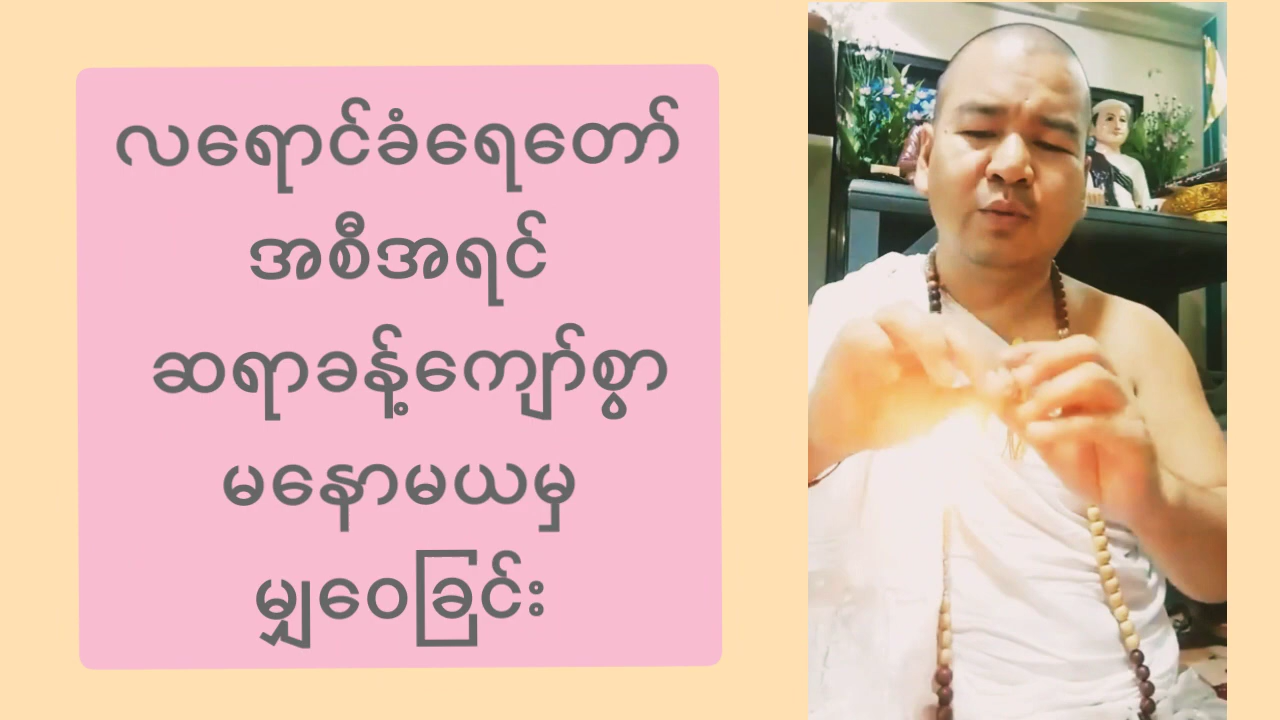 လရောင်ခံရေတော်
အစီအရင်
ဆရာခန့်ကျော်စွာ
မနောမယမှ
မျှဝေခြင်း